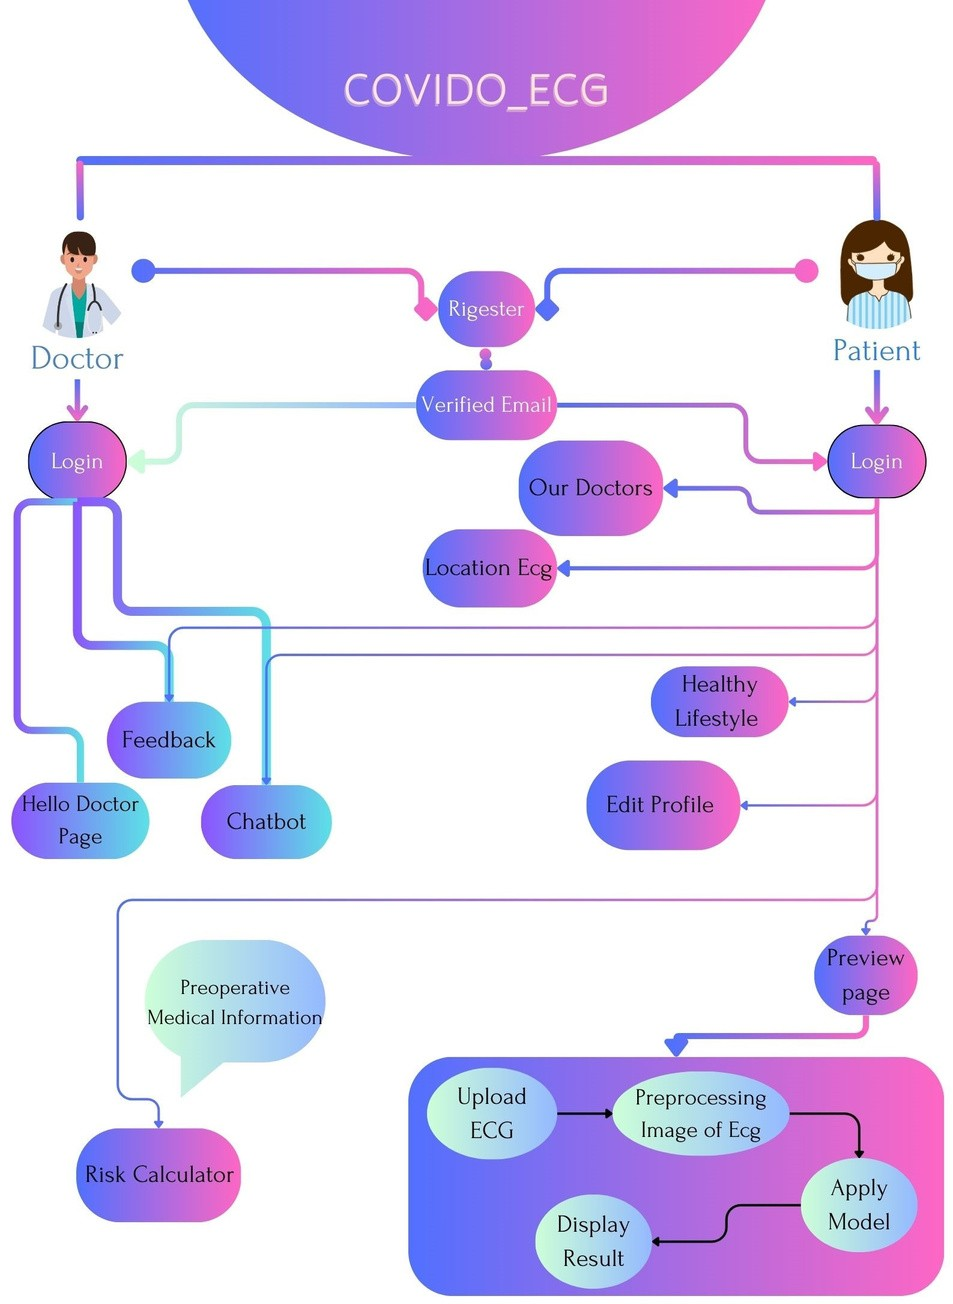 COVIDO_ECG
Doctor
Patient
Rigester
Verified Email
Login
Login
Our Doctors
Location Ecg
Healthy
Lifestyle
Feedback
Edit Profile
Hello Doctor
Page
Chatbot
Preview
page
Preoperative
Medical Information
Risk Calculator
Upload
ECG
Preprocessing
Image of Ecg
Apply
Model
Display
Result